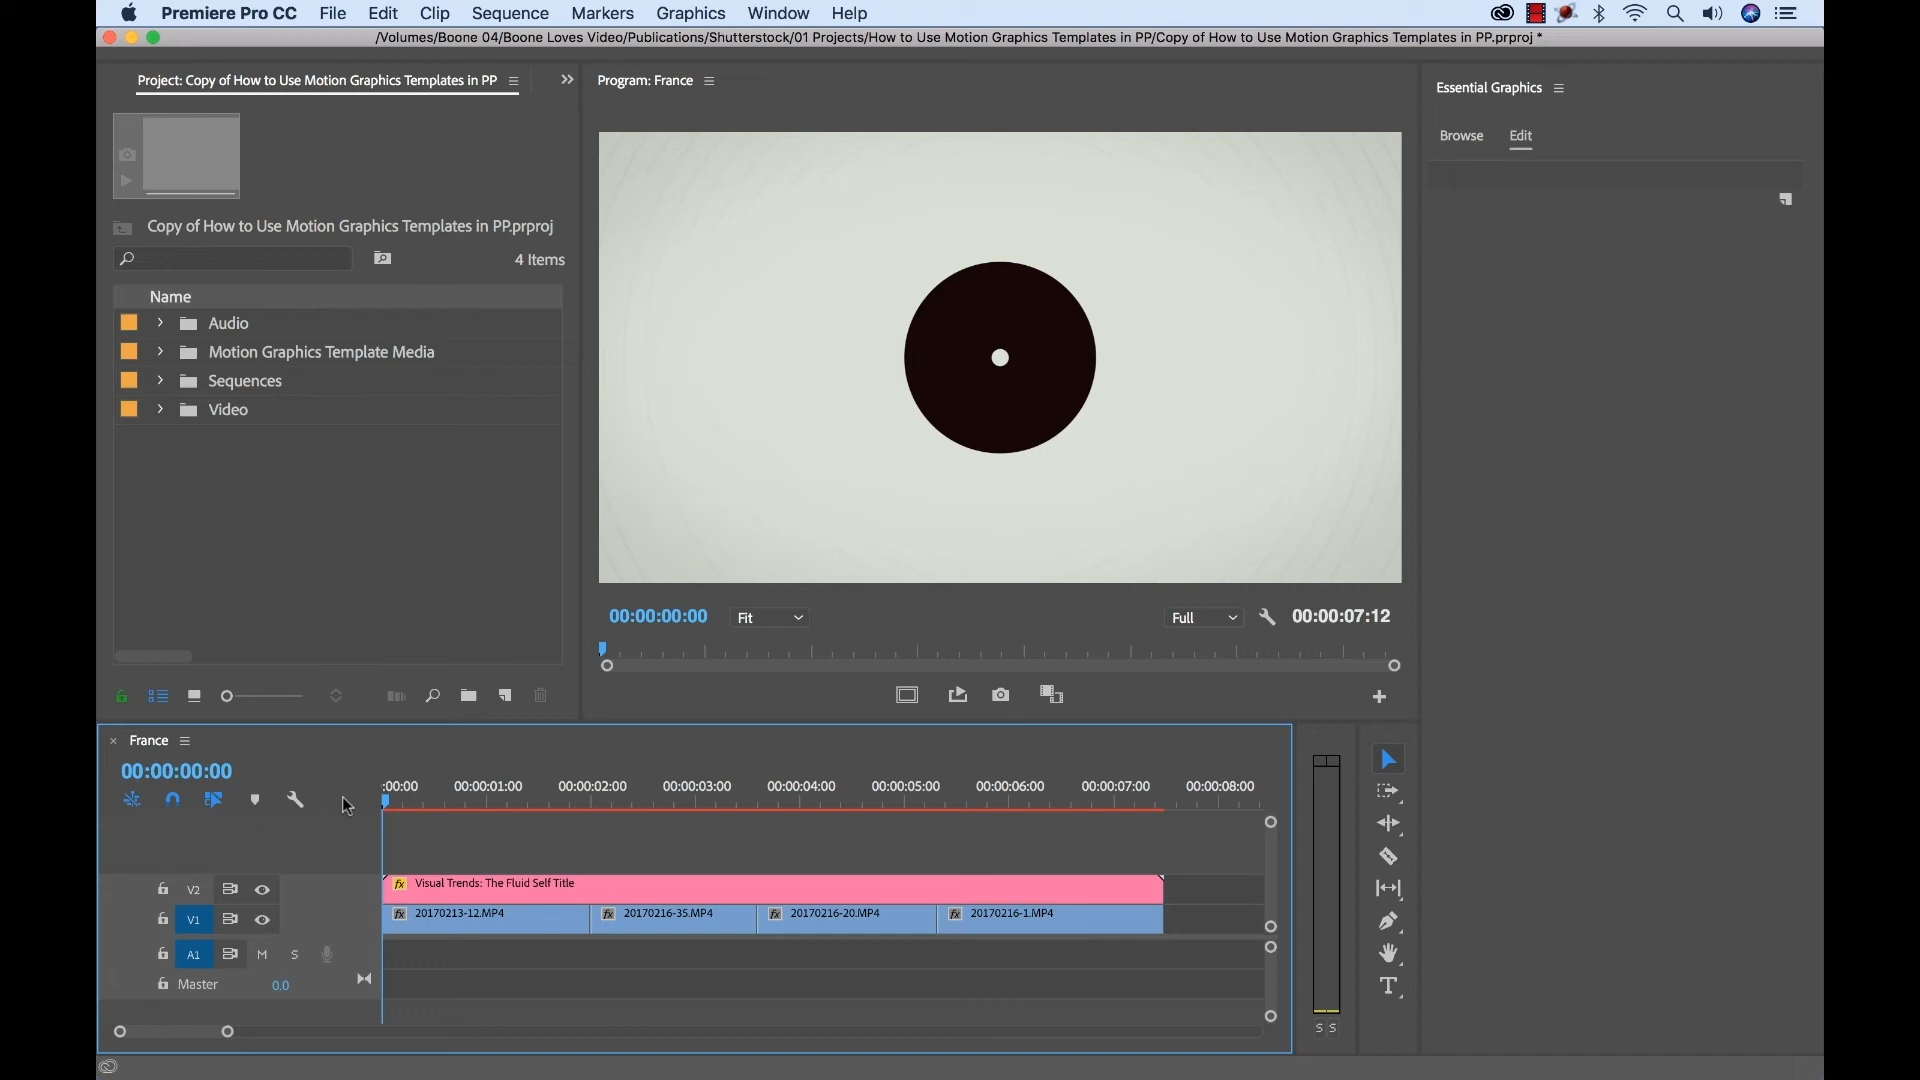 Premiere Pro CC File Edit Clip Sequence Markers Graphics Window Help
/Volumes/Boone 04/Boone Loves Video/Publications/Shutterstock/01 Projects/How to Use Motion Graphics Templates in PP/Copy of How to Use Motion Graphics Templates in PP.prproj *
Project: Copy of How to Use Motion Graphics Templates in PP
Program: France
Essential Graphics
Browse Edit
Copy of How to Use Motion Graphics Templates in PP.prproj
4 Items
Name
Audio
Motion Graphics Template Media
Sequences
Video
00:00:00:00 Fit Full 00:00:07:12
France
00:00:00:00
:00:00 00:00:01:00 00:00:02:00 00:00:03:00 00:00:04:00 00:00:05:00 00:00:06:00 00:00:07:00 00:00:08:00
V2 fx Visual Trends: The Fluid Self Title
V1 fx 20170213-12.MP4 fx 20170216-35.MP4 fx 20170216-20.MP4 fx 20170216-1.MP4
A1 M S
Master 0.0
S S